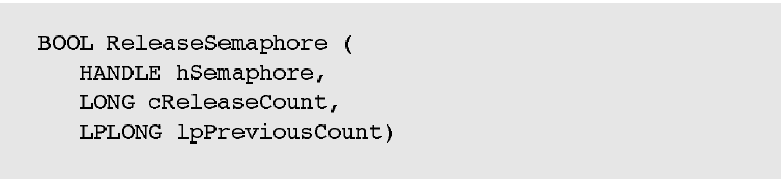 BOOL ReleaseSemaphore (
HANDLE hSemaphore,
LONG cReleaseCount,
LPLONG lpPreviousCount)